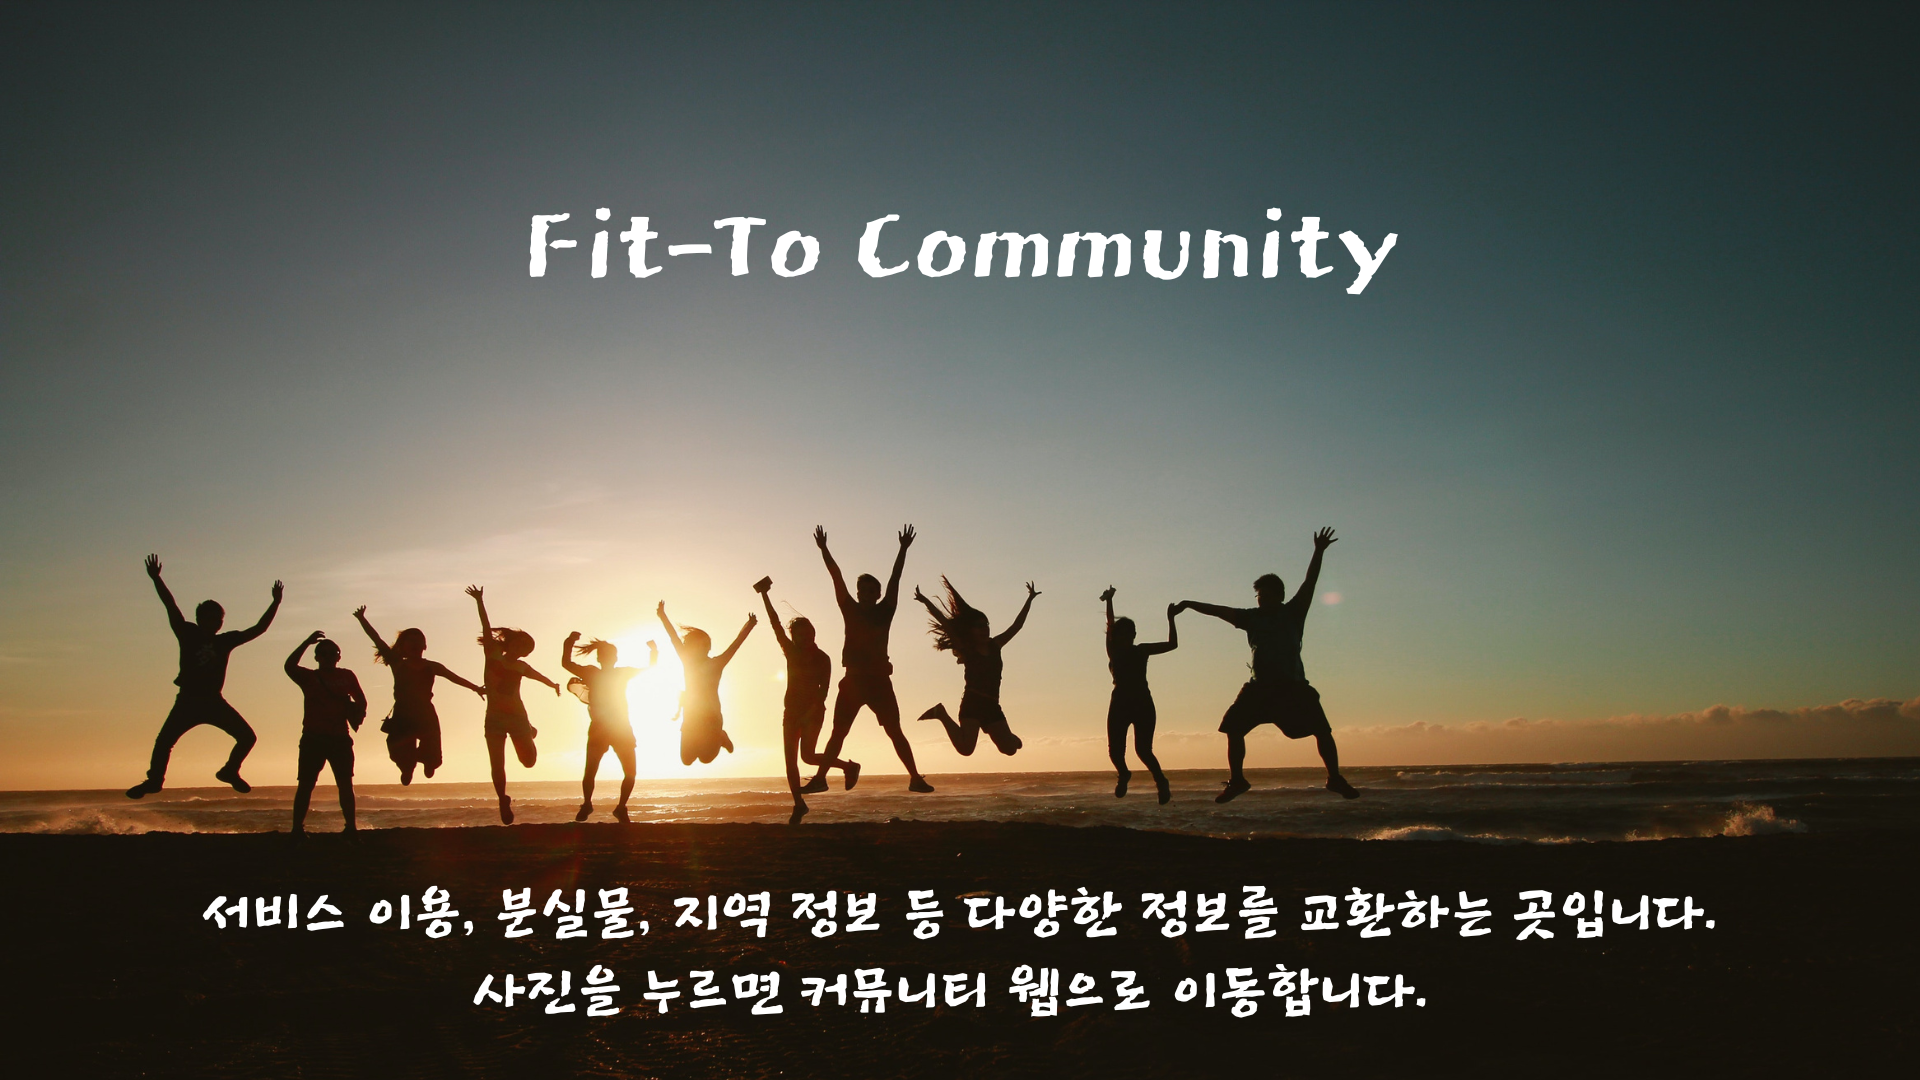 Fit-To Community
서비스 이용, 분실물, 지역 정보 등 다양한 정보를 교환하는 곳입니다.
사진을 누르면 커뮤니티 웹으로 이동합니다.